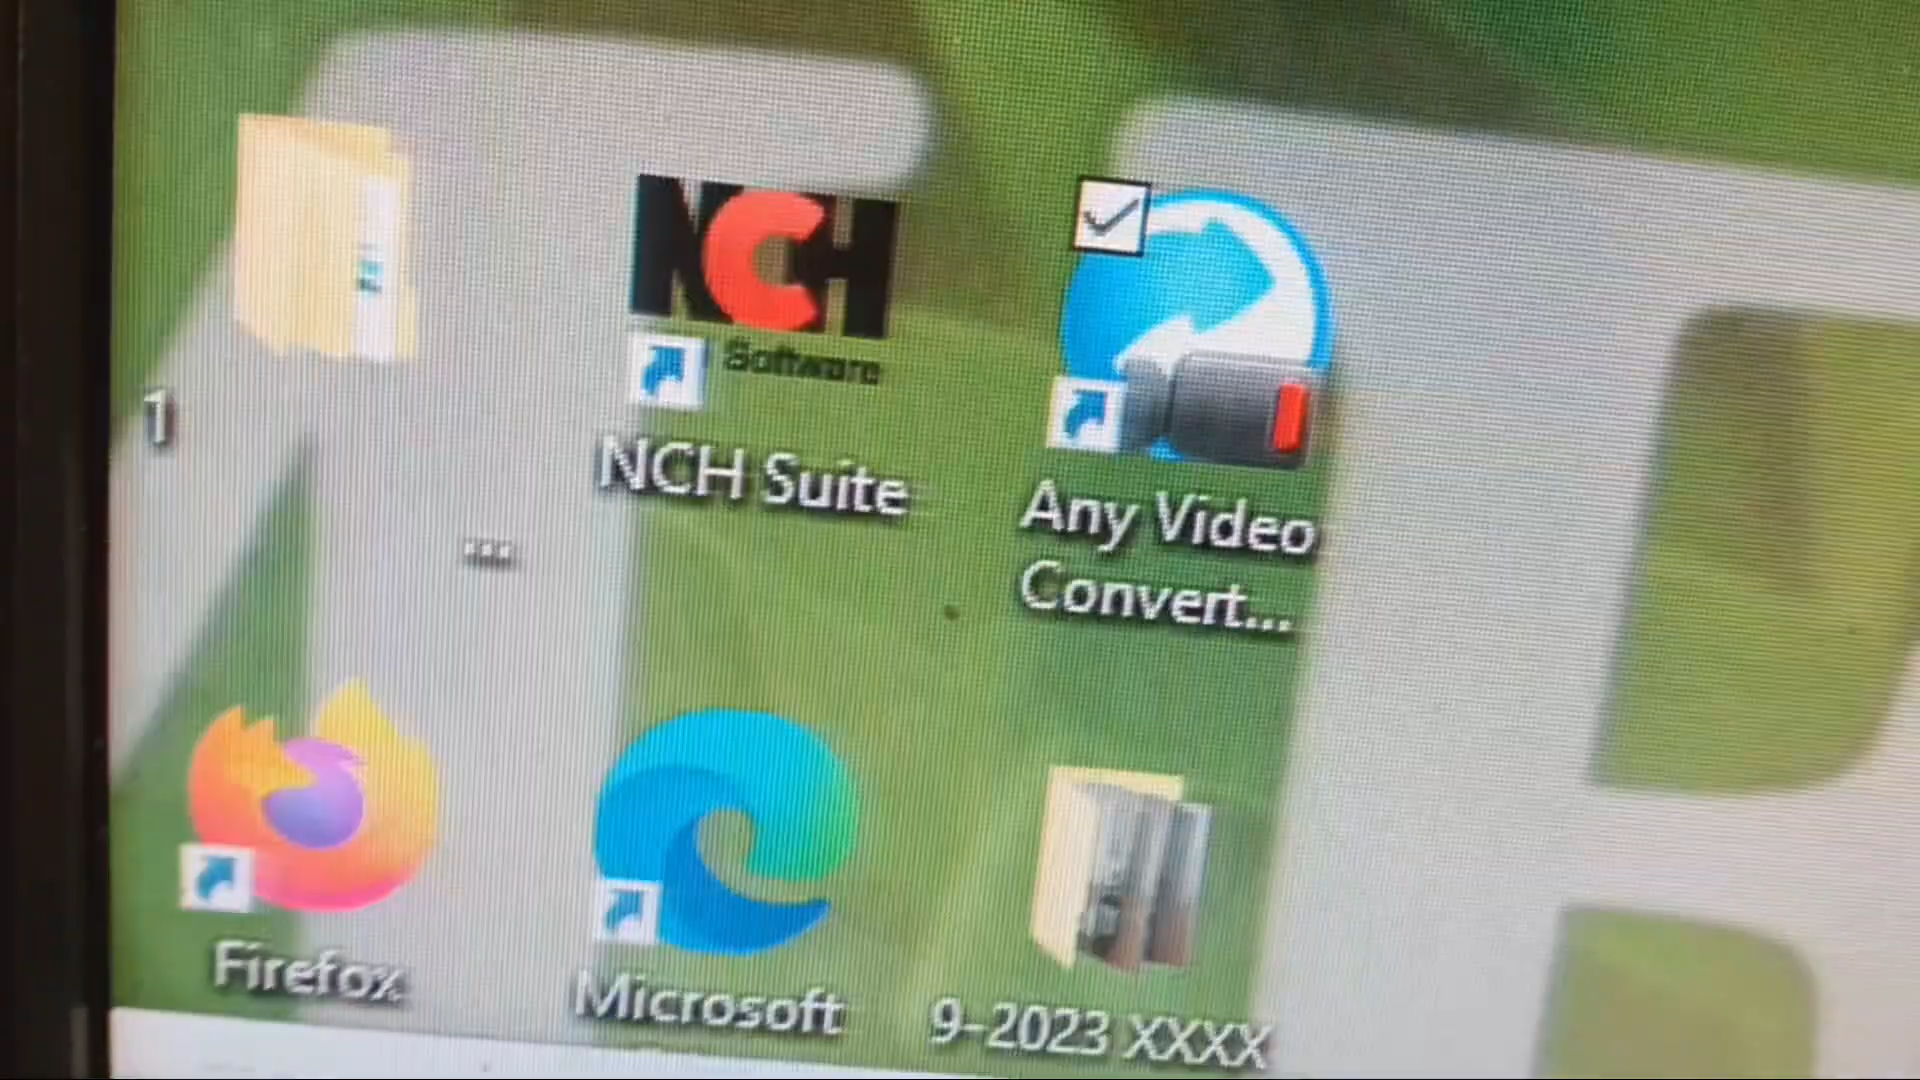 NCH
Software
1
...
NCH Suite
Any Video
Convert...
Firefox
Microsoft
9-2023 XXXX